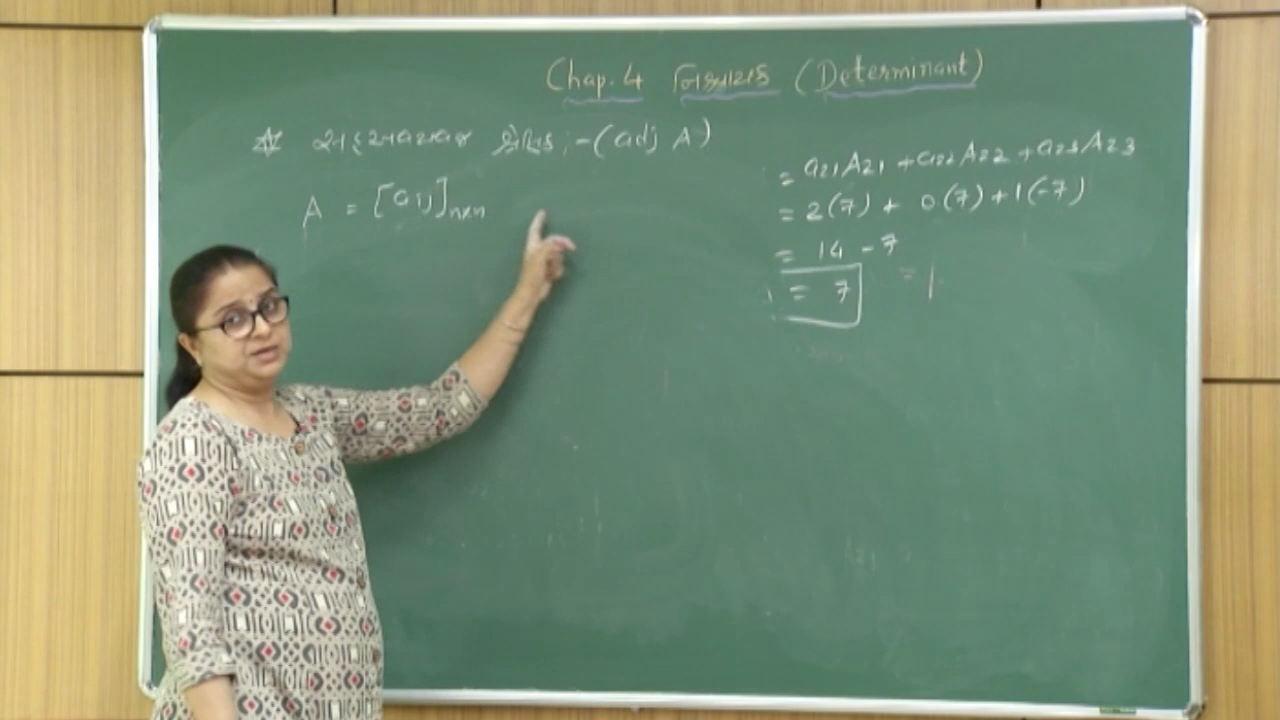 Chap. 4 નિશ્ચાયક (Determinant)
સહઅવયવજ શ્રેણિક :- (adj A)
A = [aij]n×n
= a21A21 + a22A22 + a23A23
= 2(7) + 0(7) + 1(-7)
= 14 - 7
= 7